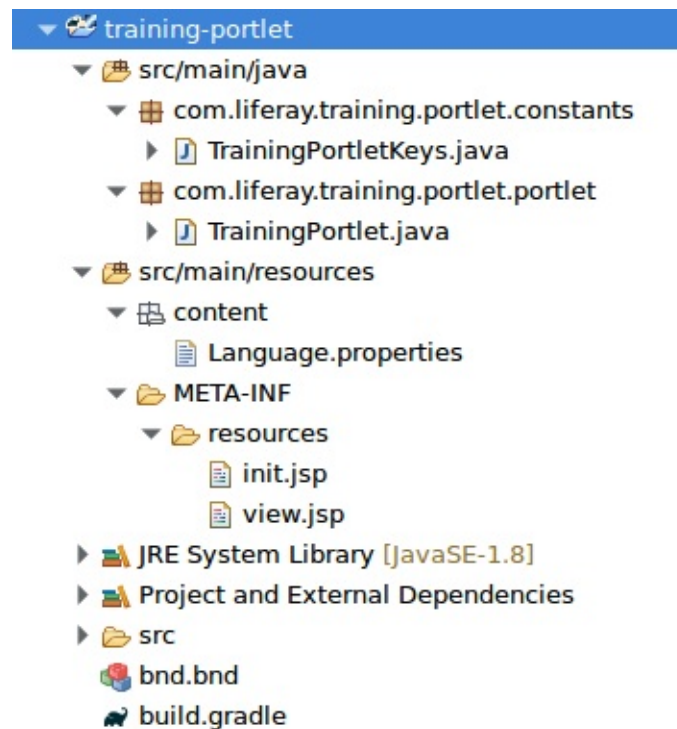 training-portlet
src/main/java
com.liferay.training.portlet.constants
TrainingPortletKeys.java
com.liferay.training.portlet.portlet
TrainingPortlet.java
src/main/resources
content
Language.properties
META-INF
resources
init.jsp
view.jsp
JRE System Library [JavaSE-1.8]
Project and External Dependencies
src
bnd.bnd
build.gradle